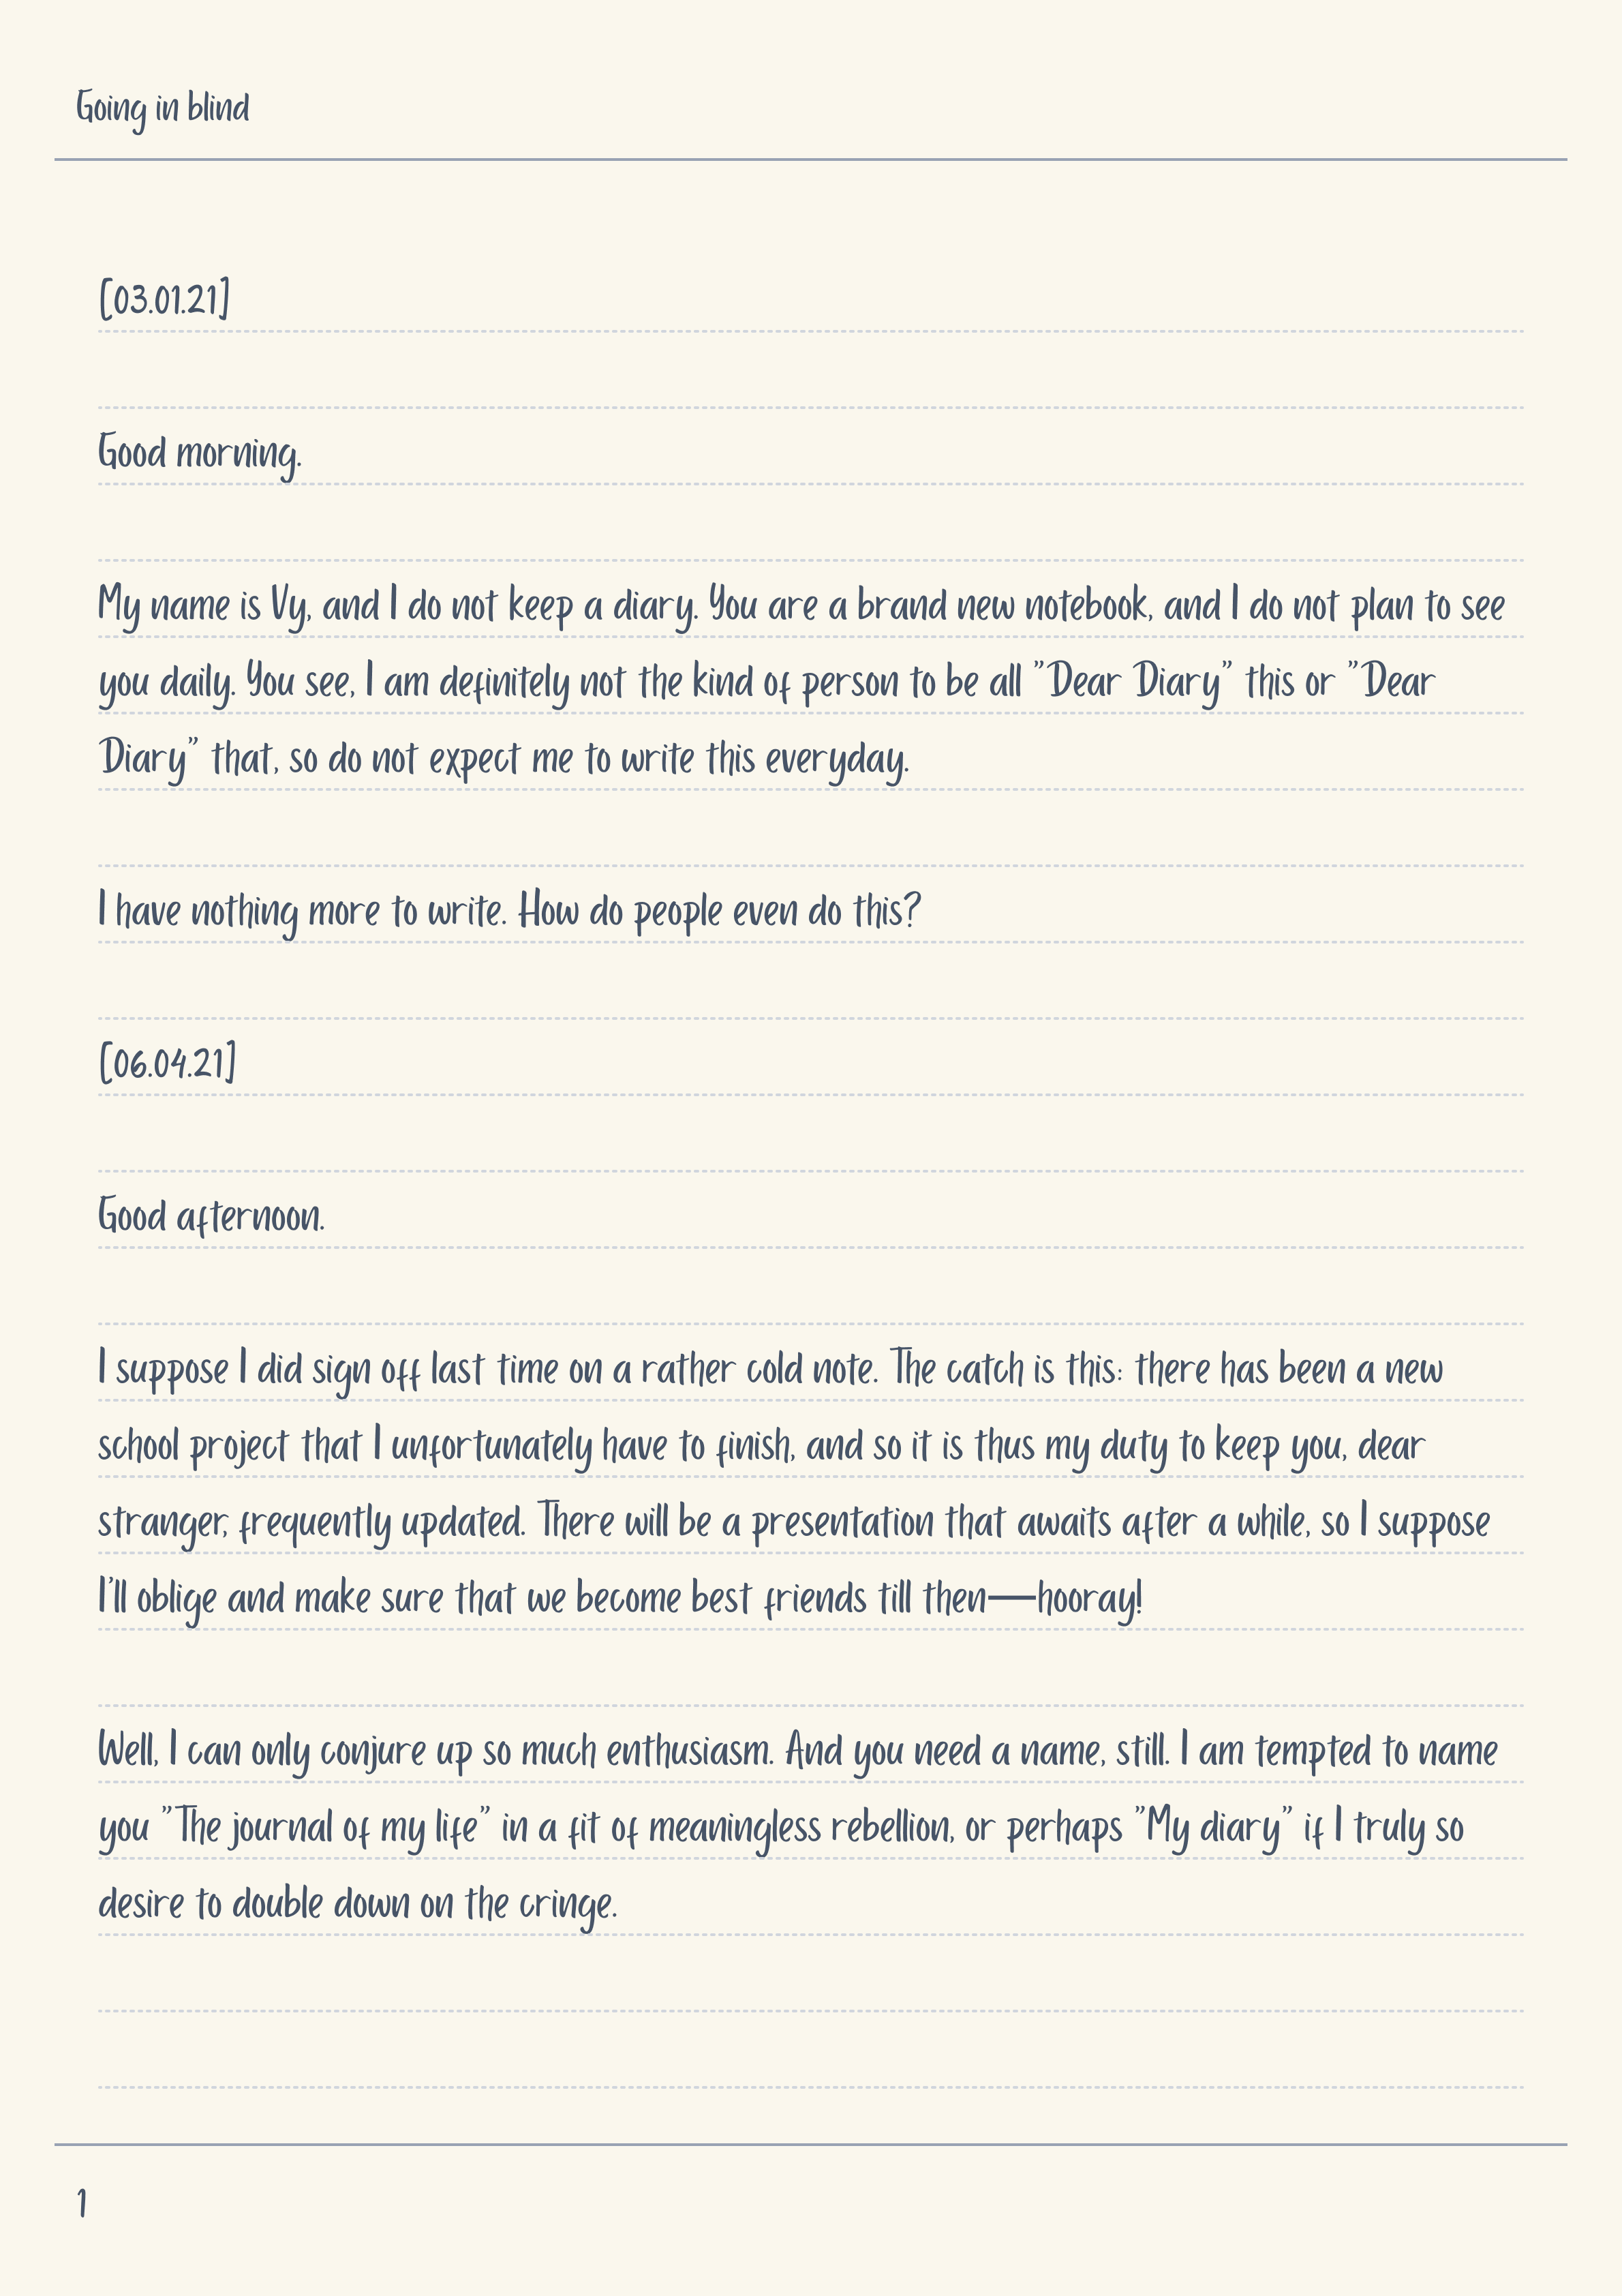 Going in blind
[03.01.21]
Good morning.
My name is Vy, and I do not keep a diary. You are a brand new notebook, and I do not plan to see
you daily. You see, I am definitely not the kind of person to be all "Dear Diary" this or "Dear
Diary" that, so do not expect me to write this everyday.
I have nothing more to write. How do people even do this?
[06.04.21]
Good afternoon.
I suppose I did sign off last time on a rather cold note. The catch is this: there has been a new
school project that I unfortunately have to finish, and so it is thus my duty to keep you, dear
stranger, frequently updated. There will be a presentation that awaits after a while, so I suppose
I'll oblige and make sure that we become best friends till then—hooray!
Well, I can only conjure up so much enthusiasm. And you need a name, still. I am tempted to name
you "The journal of my life" in a fit of meaningless rebellion, or perhaps "My diary" if I truly so
desire to double down on the cringe.
1